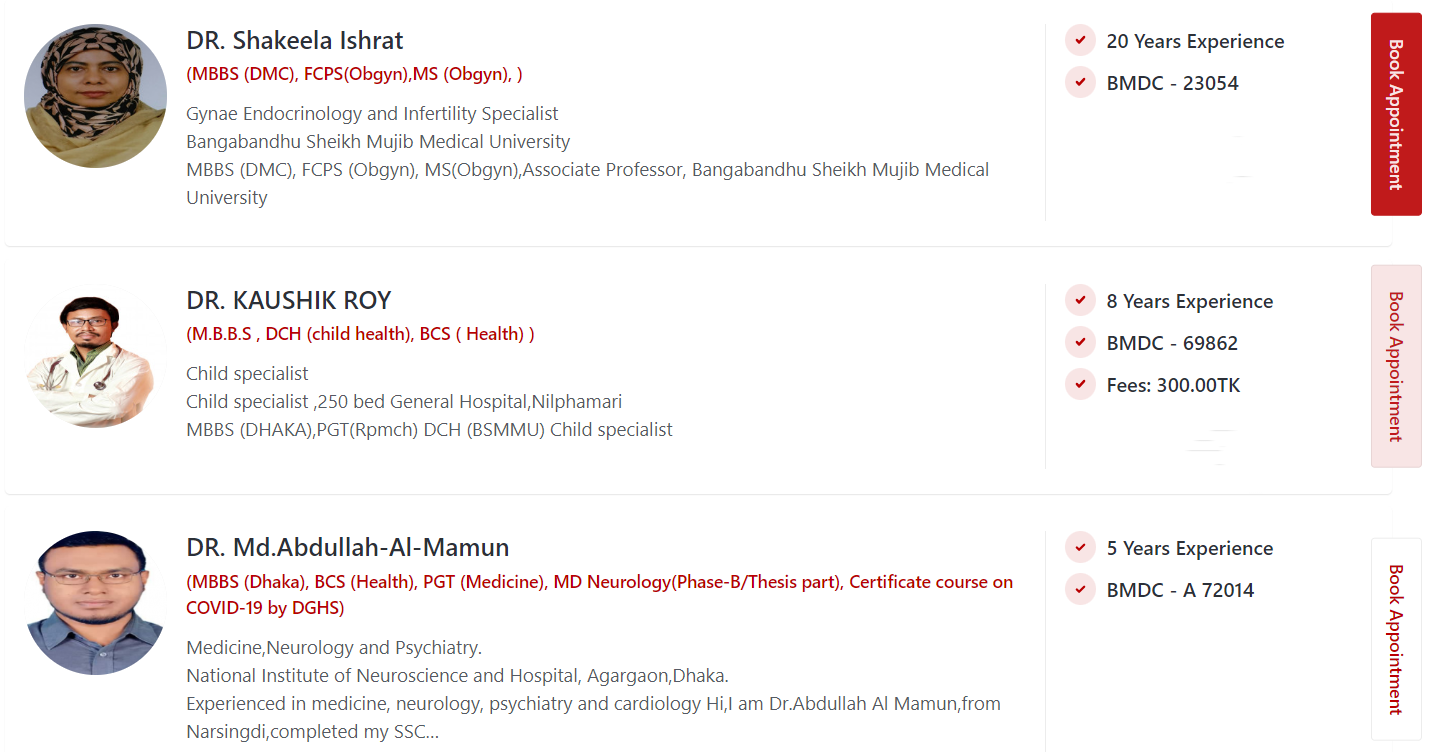 DR. Shakeela Ishrat
(MBBS (DMC), FCPS(Obgyn),MS (Obgyn), )
Gynae Endocrinology and Infertility Specialist
Bangabandhu Sheikh Mujib Medical University
MBBS (DMC), FCPS (Obgyn), MS(Obgyn),Associate Professor, Bangabandhu Sheikh Mujib Medical
University
20 Years Experience
BMDC - 23054
Book Appointment
DR. KAUSHIK ROY
(M.B.B.S , DCH (child health), BCS ( Health) )
Child specialist
Child specialist ,250 bed General Hospital,Nilphamari
MBBS (DHAKA),PGT(Rpmch) DCH (BSMMU) Child specialist
8 Years Experience
BMDC - 69862
Fees: 300.00TK
Book Appointment
DR. Md.Abdullah-Al-Mamun
(MBBS (Dhaka), BCS (Health), PGT (Medicine), MD Neurology(Phase-B/Thesis part), Certificate course on
COVID-19 by DGHS)
Medicine,Neurology and Psychiatry.
National Institute of Neuroscience and Hospital, Agargaon,Dhaka.
Experienced in medicine, neurology, psychiatry and cardiology Hi,I am Dr.Abdullah Al Mamun,from
Narsingdi,completed my SSC...
5 Years Experience
BMDC - A 72014
Book Appointment